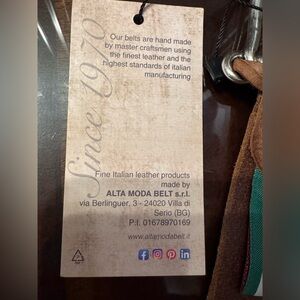 Since 1970
Our belts are hand made
by master craftsmen using
the finest leather and the
highest standards of italian
manufacturing
Fine Italian leather products
made by
ALTA MODA BELT s.r.l.
via Berlinguer, 3 - 24020 Villa di
Serio (BG)
P.I. 01678970169
www.altamodabelt.it